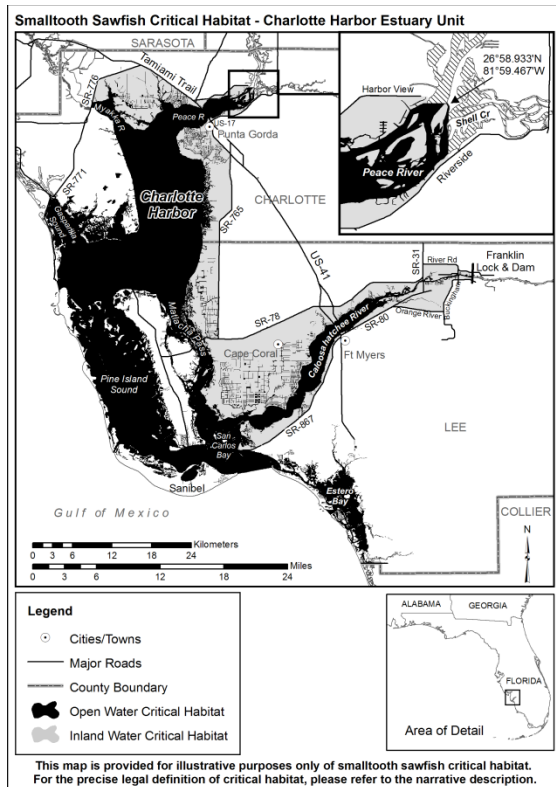 Smalltooth Sawfish Critical Habitat - Charlotte Harbor Estuary Unit
SARASOTA
Tamiami Trail
SR-776
Myakka R
Peace R
US-17
Punta Gorda
26°58.933'N
81°59.467'W
Harbor View
Shell Cr
Peace River
Riverside
SR-771
Gasparilla
Sound
Charlotte
Harbor
SR-765
CHARLOTTE
US-41
SR-31
River Rd
Franklin
Lock & Dam
Buckingham
Orange River
SR-78
SR-80
Matlacha Pass
Cape Coral
Caloosahatchee River
Ft Myers
Pine Island
Sound
SR-867
San
Carlos
Bay
LEE
Sanibel
Estero
Bay
Gulf of Mexico
COLLIER
Kilometers
0 3 6 12 18 24
Miles
0 3 6 12 18 24
N
Legend
Cities/Towns
Major Roads
County Boundary
Open Water Critical Habitat
Inland Water Critical Habitat
ALABAMA
GEORGIA
FLORIDA
Area of Detail
This map is provided for illustrative purposes only of smalltooth sawfish critical habitat.
For the precise legal definition of critical habitat, please refer to the narrative description.